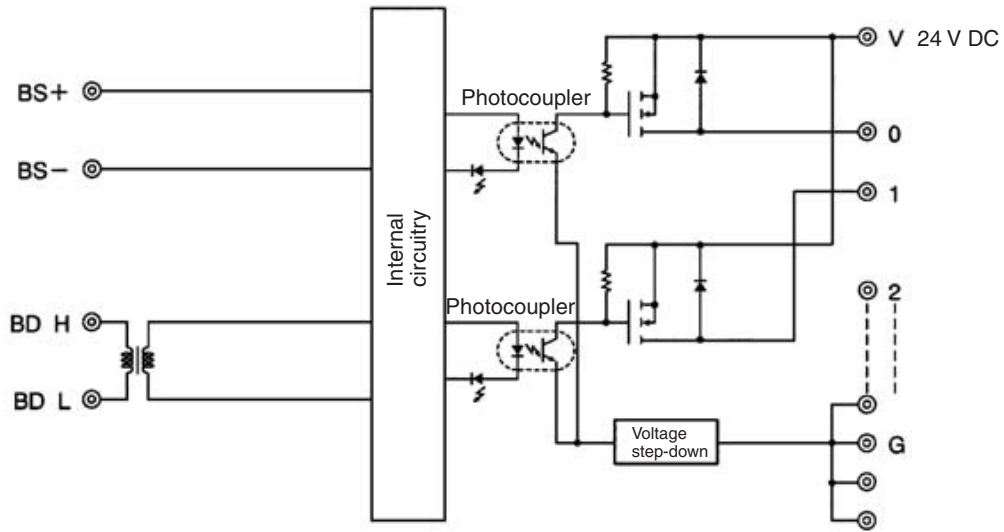 V 24 V DC
BS+
Photocoupler
0
BS−
1
Internal
circuitry
2
Photocoupler
BD H
BD L
Voltage
step-down
G